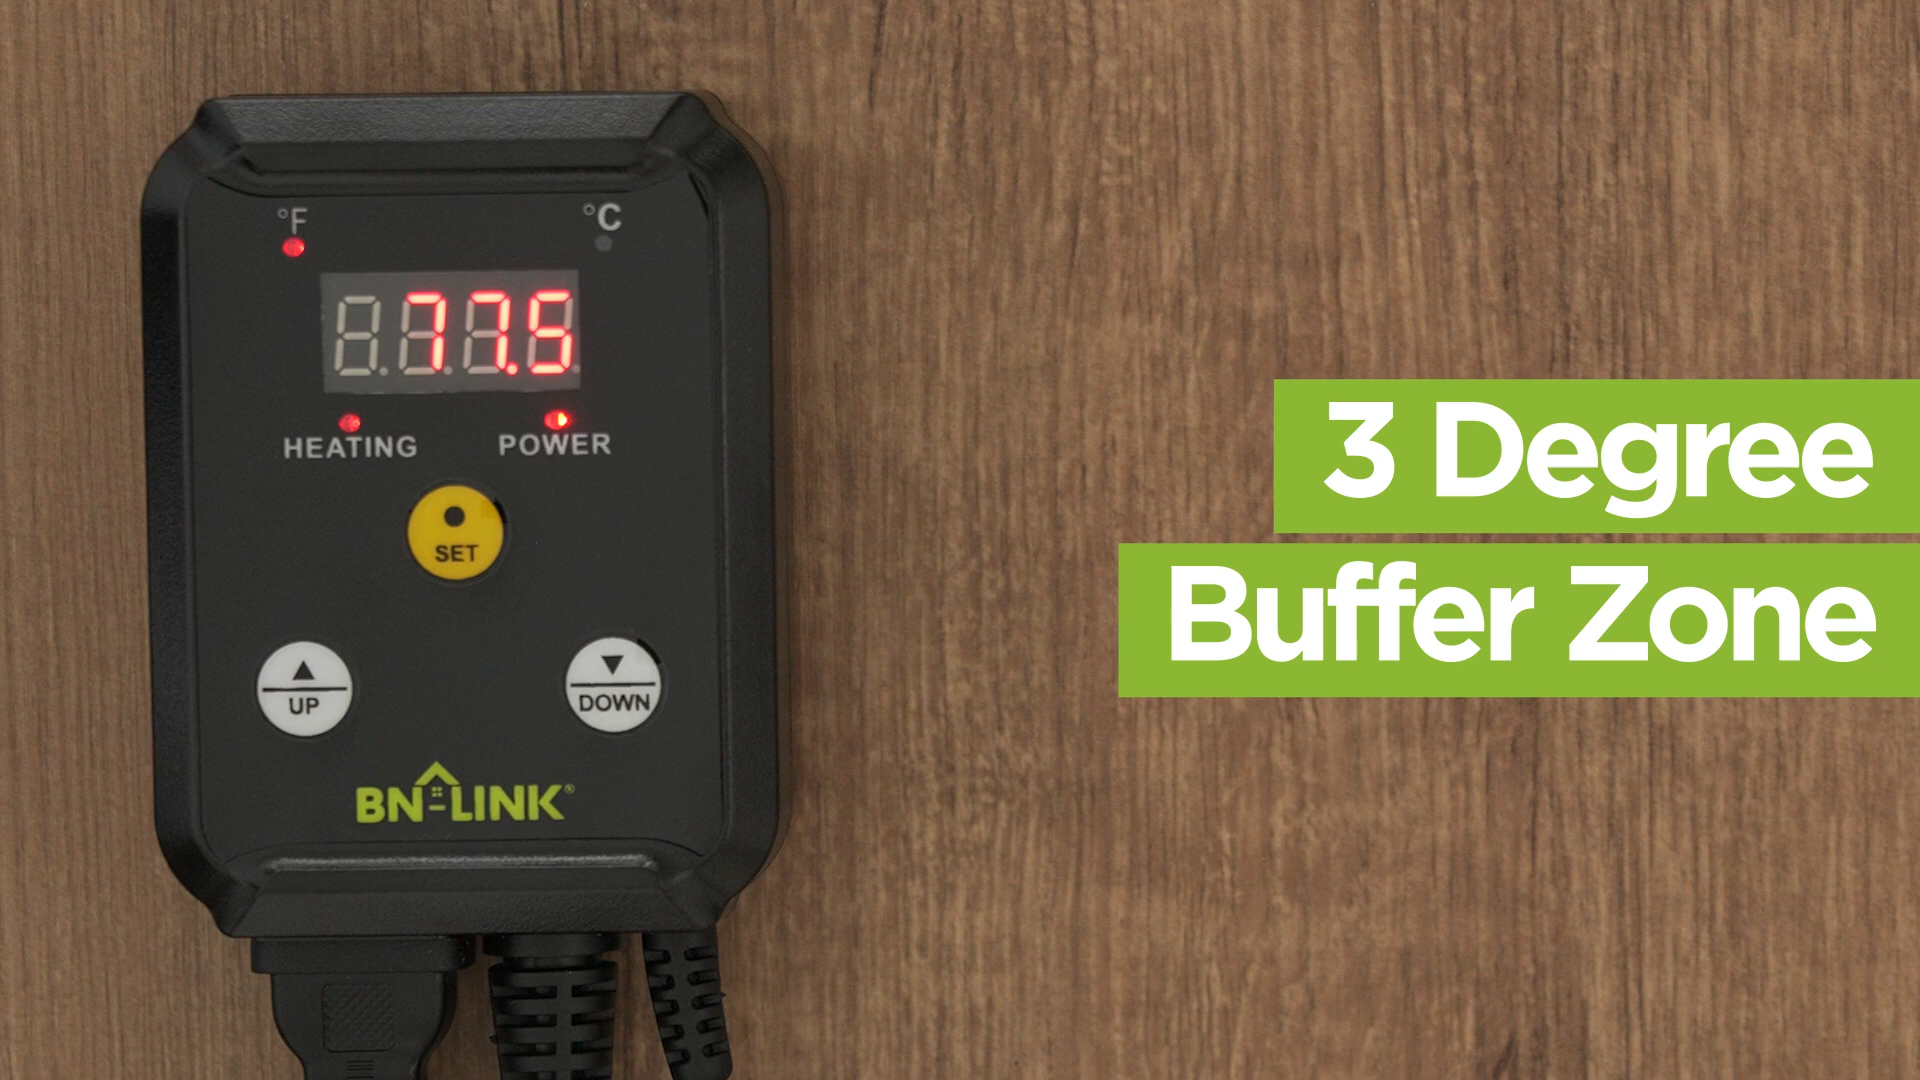 °F °C
77.5
HEATING POWER
SET
UP DOWN
BN-LINK®
3 Degree
Buffer Zone